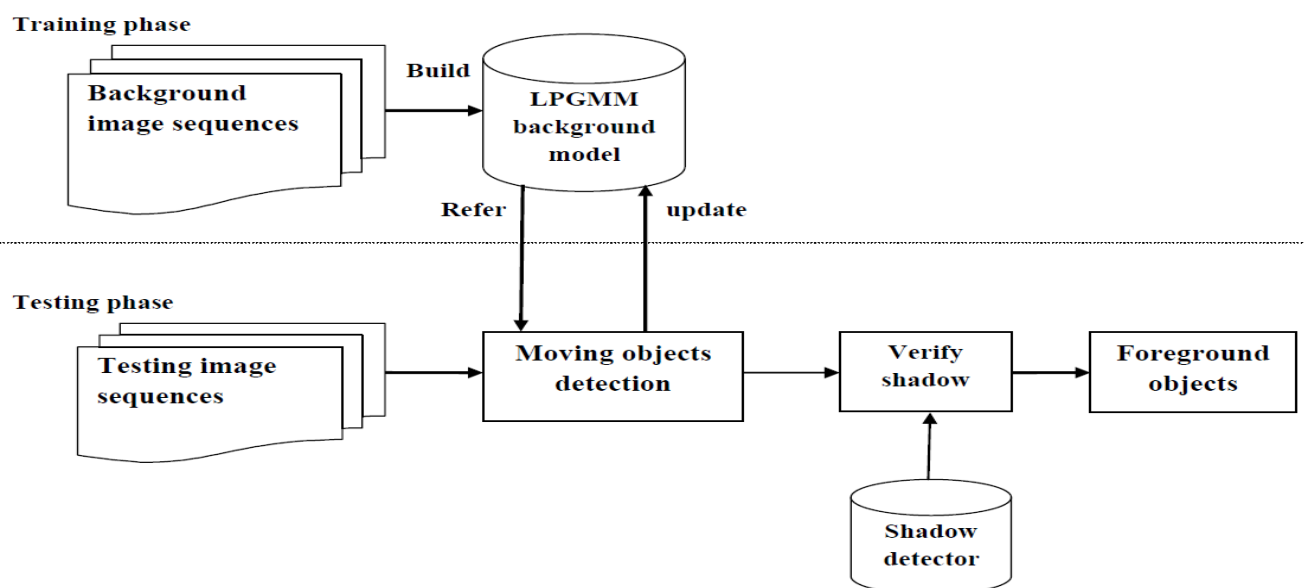 Training phase
Background
image sequences
Build
LPGMM
background
model
Refer
update
Testing phase
Testing image
sequences
Moving objects
detection
Verify
shadow
Foreground
objects
Shadow
detector